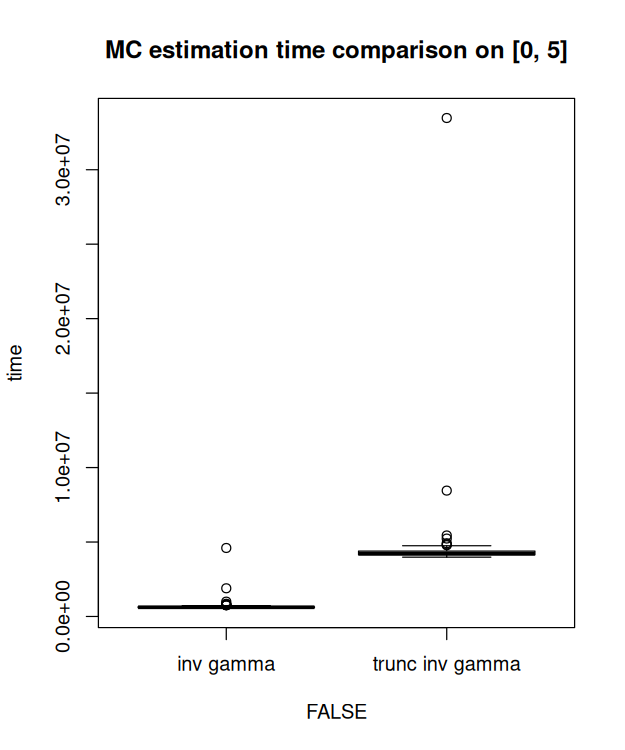 MC estimation time comparison on [0, 5]
3.0e+07
2.0e+07
1.0e+07
0.0e+00
time
inv gamma
trunc inv gamma
FALSE